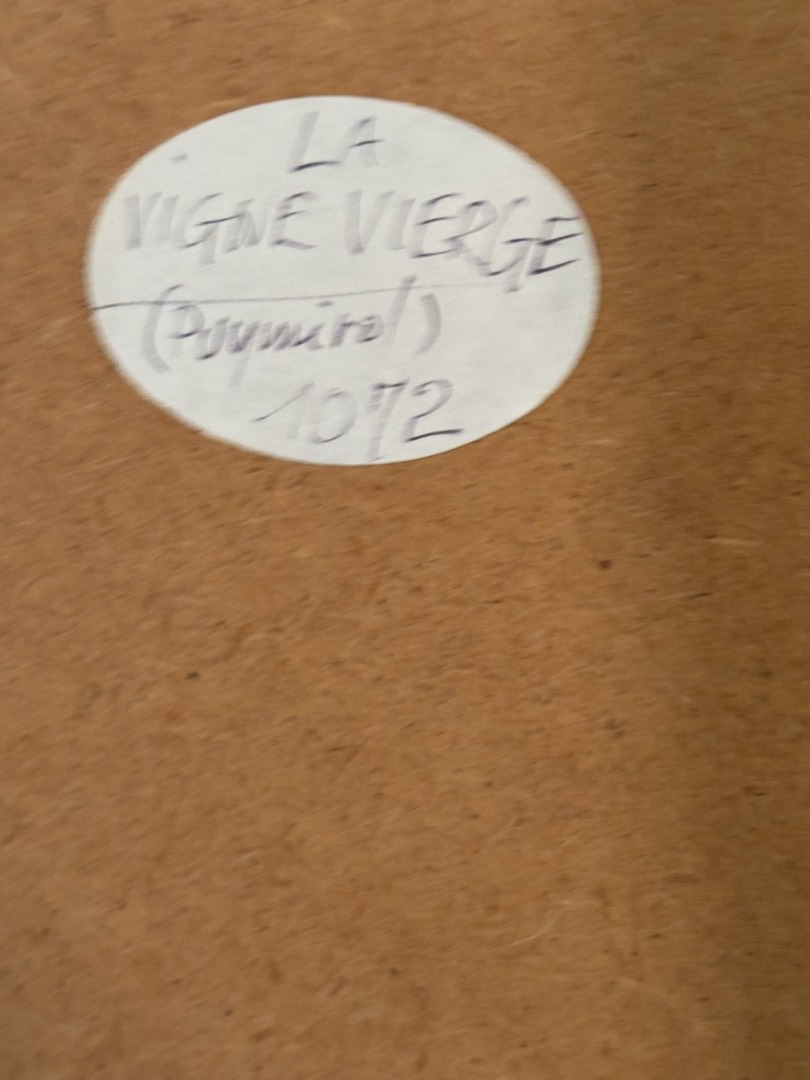 LA
VIGNE VIERGE
(Puymirol)
1072